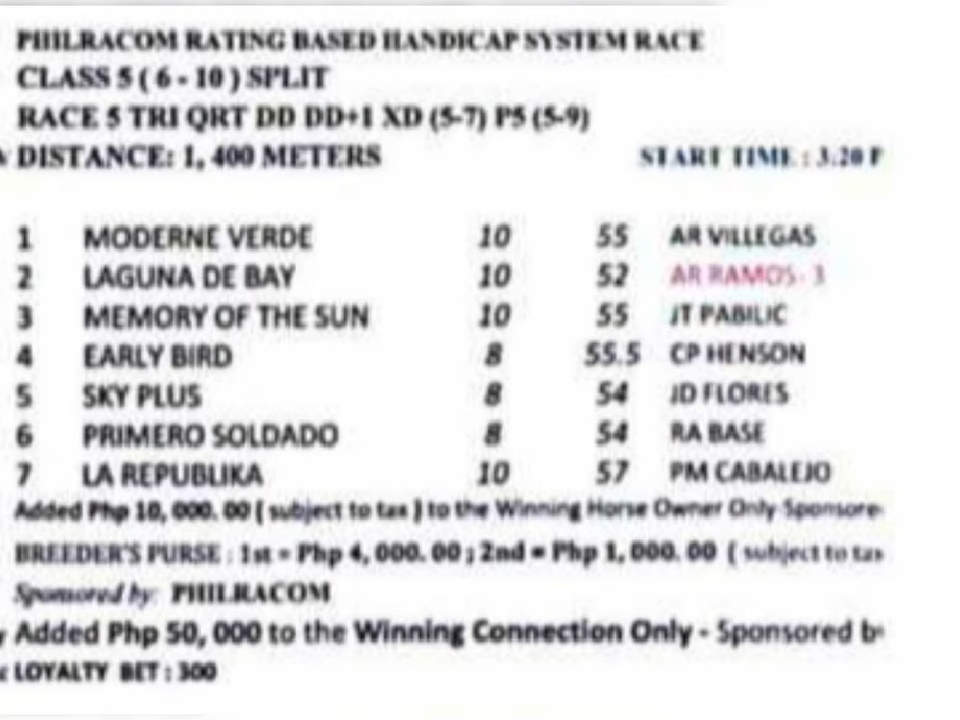 PHILRACOM RATING BASED HANDICAP SYSTEM RACE
CLASS 5 ( 6 - 10 ) SPLIT
RACE 5 TRI QRT DD DD+1 XD (5-7) P5 (5-9)
DISTANCE: 1, 400 METERS START TIME : 3.20 P
1 MODERNE VERDE 10 55 AR VILLEGAS
2 LAGUNA DE BAY 10 52 AR RAMOS- 3
3 MEMORY OF THE SUN 10 55 JT PABILIC
4 EARLY BIRD 8 55.5 CP HENSON
5 SKY PLUS 8 54 JD FLORES
6 PRIMERO SOLDADO 8 54 RA BASE
7 LA REPUBLIKA 10 57 PM CABALEJO
Added Php 10, 000. 00 ( subject to tax ) to the Winning Horse Owner Only Sponsore
BREEDER'S PURSE : 1st = Php 4, 000. 00 ; 2nd = Php 1, 000. 00 ( subject to tax
Sponsored by: PHILRACOM
Added Php 50, 000 to the Winning Connection Only - Sponsored b
LOYALTY BET : 300